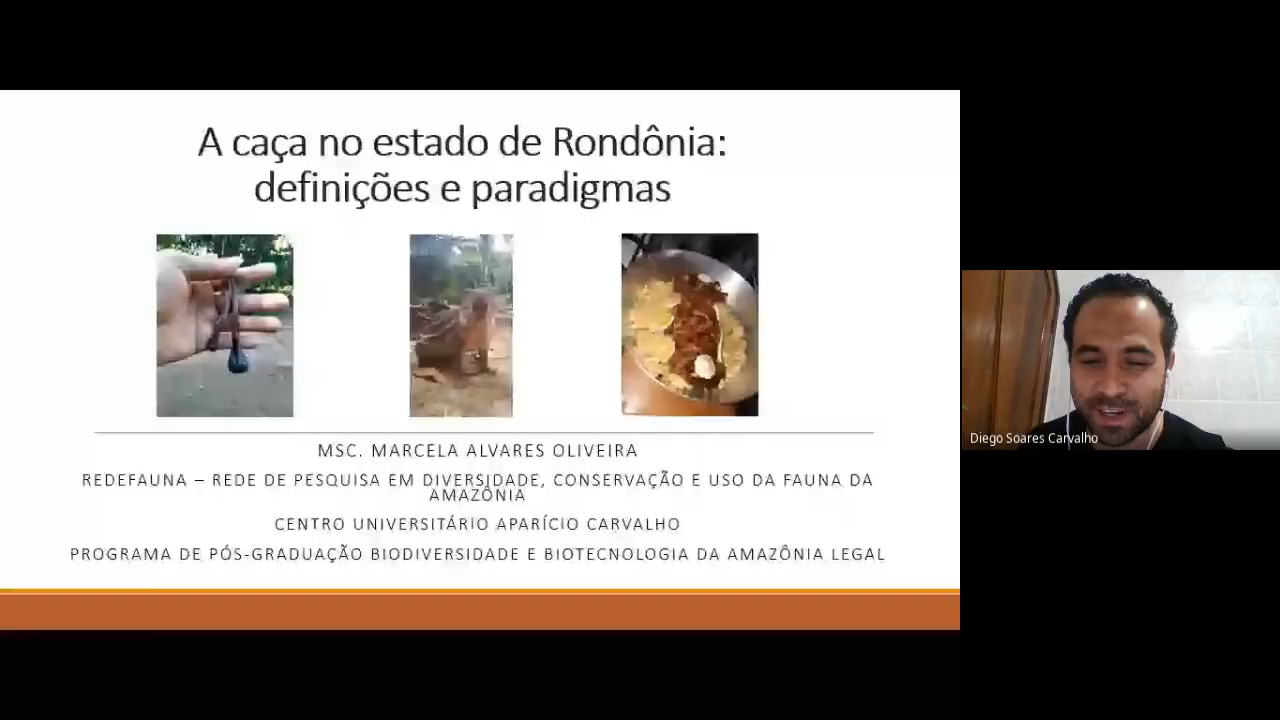 A caça no estado de Rondônia:
definições e paradigmas
MSC. MARCELA ALVARES OLIVEIRA
REDEFAUNA – REDE DE PESQUISA EM DIVERSIDADE, CONSERVAÇÃO E USO DA FAUNA DA
AMAZÔNIA
CENTRO UNIVERSITÁRIO APARÍCIO CARVALHO
PROGRAMA DE PÓS-GRADUAÇÃO BIODIVERSIDADE E BIOTECNOLOGIA DA AMAZÔNIA LEGAL
Diego Soares Carvalho